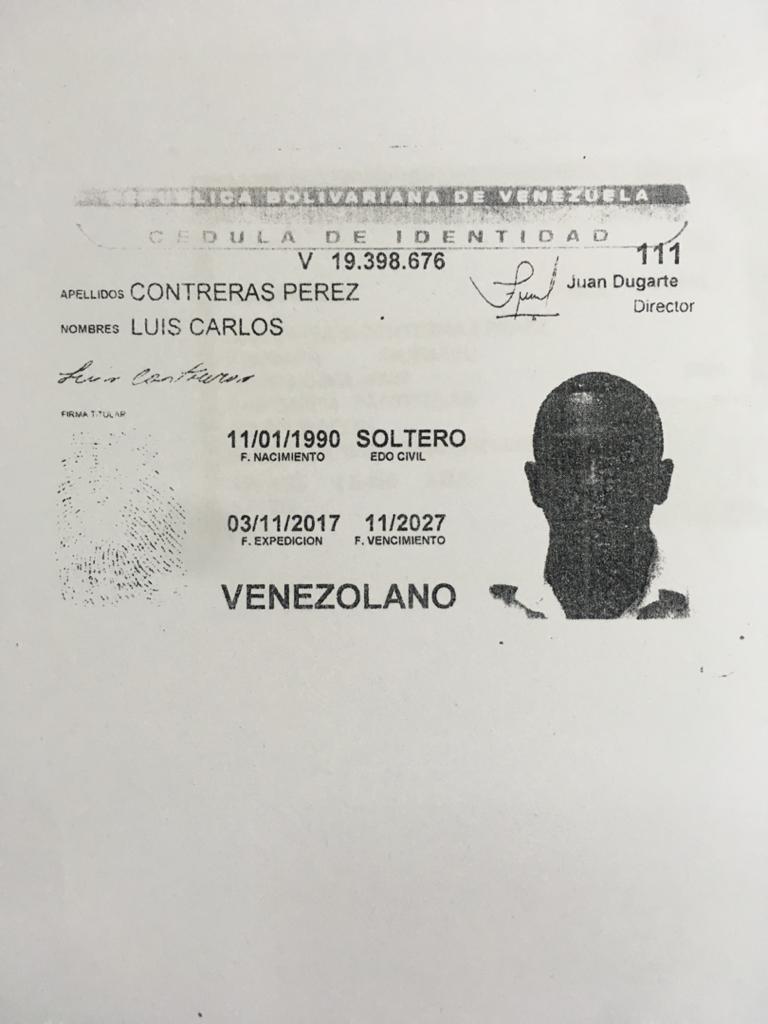 REPUBLICA BOLIVARIANA DE VENEZUELA
CEDULA DE IDENTIDAD
111
V 19.398.676
Juan Dugarte
Director
APELLIDOS CONTRERAS PEREZ
NOMBRES LUIS CARLOS
Luis Contreras
FIRMA TITULAR
11/01/1990 SOLTERO
F. NACIMIENTO EDO CIVIL
03/11/2017 11/2027
F. EXPEDICION F. VENCIMIENTO
VENEZOLANO